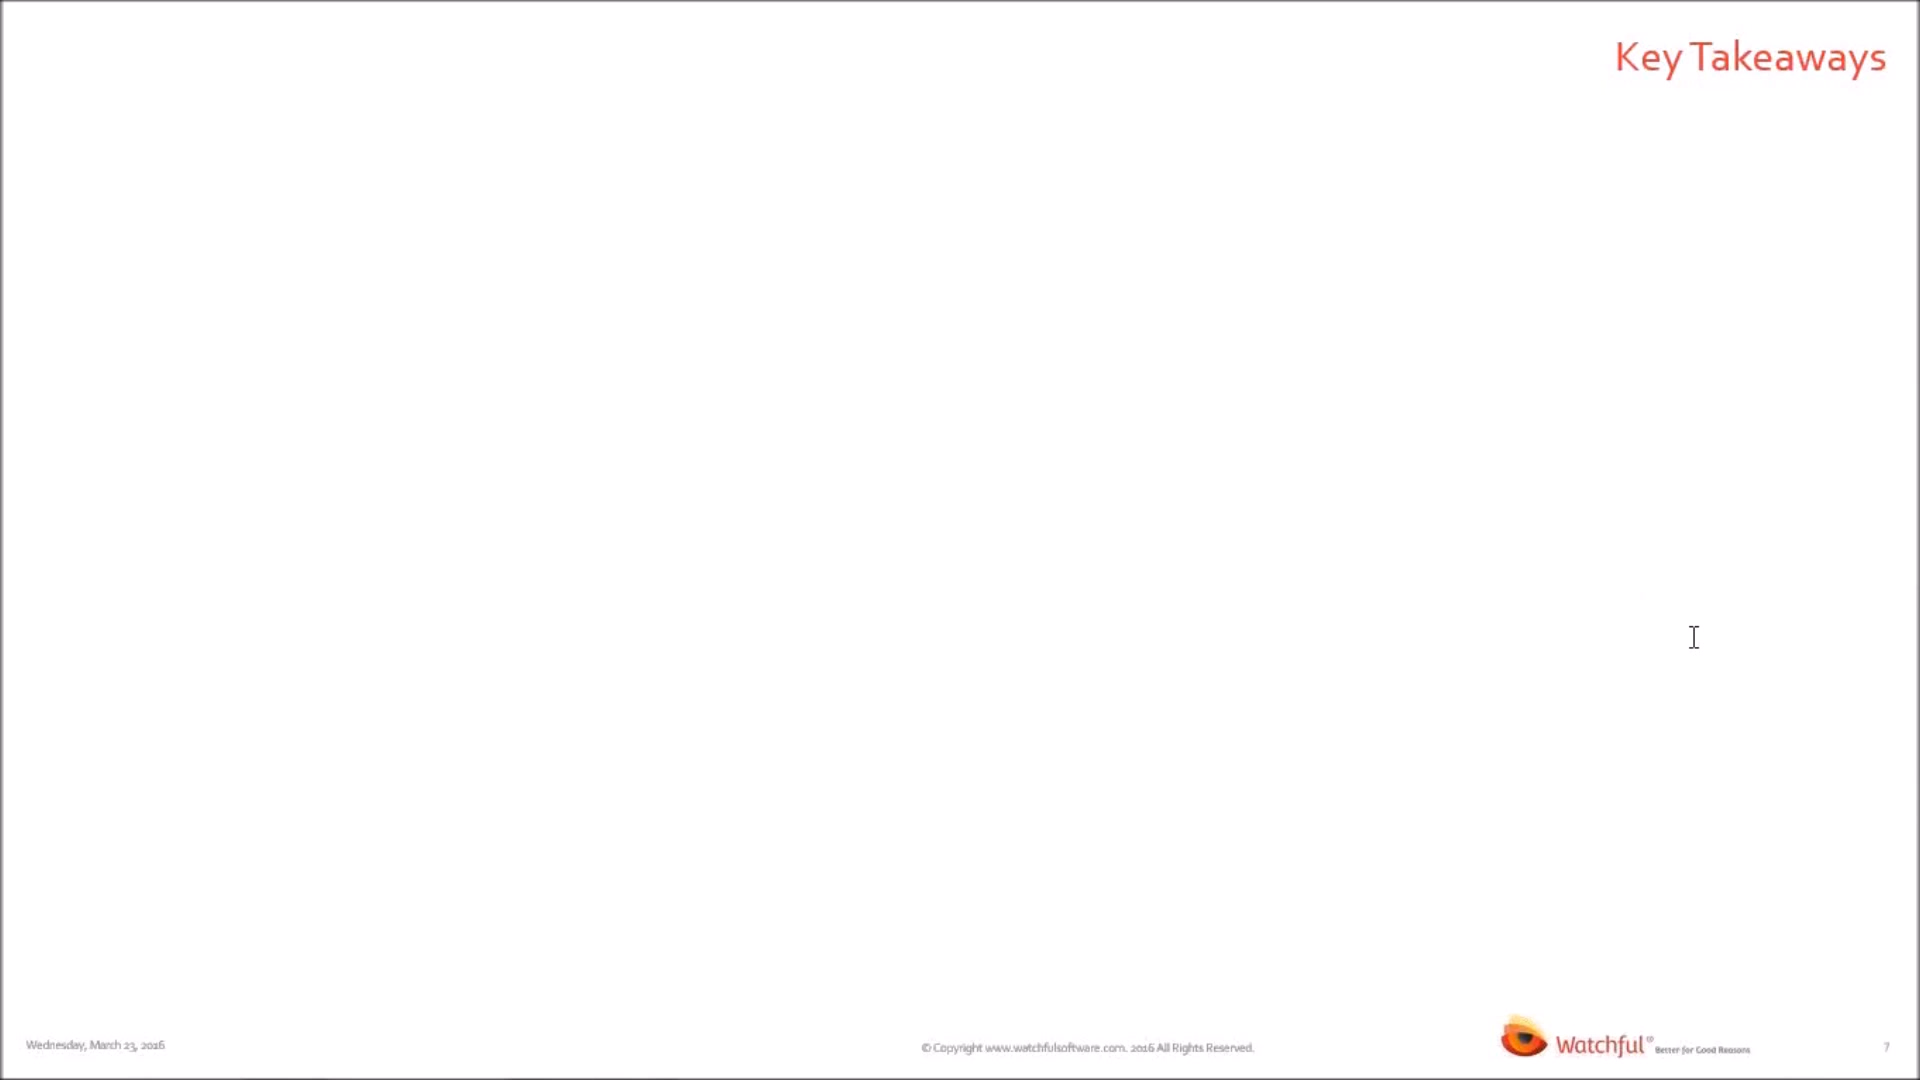 Key Takeaways
Wednesday, March 23, 2016
© Copyright www.watchfulsoftware.com. 2016 All Rights Reserved.
Watchful® Better for Good Reasons
7